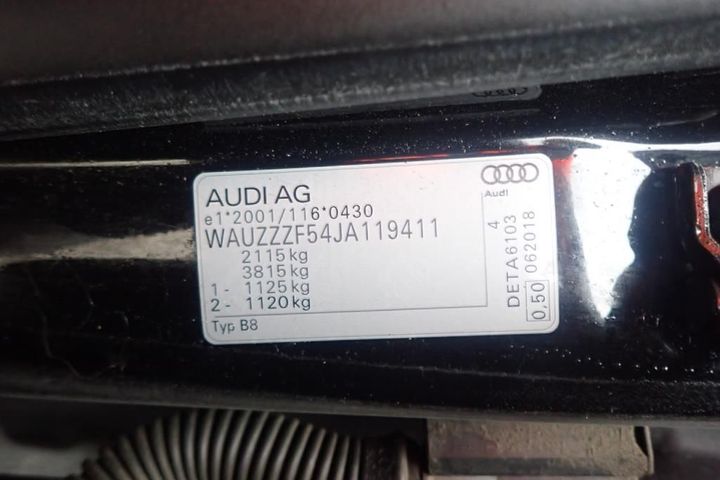 AUDI AG
e1*2001/116*0430
WAUZZZF54JA119411
2115 kg
3815 kg
1 - 1125 kg
2 - 1120 kg
Typ B8
Audi
4
DETA6103
0,50 062018